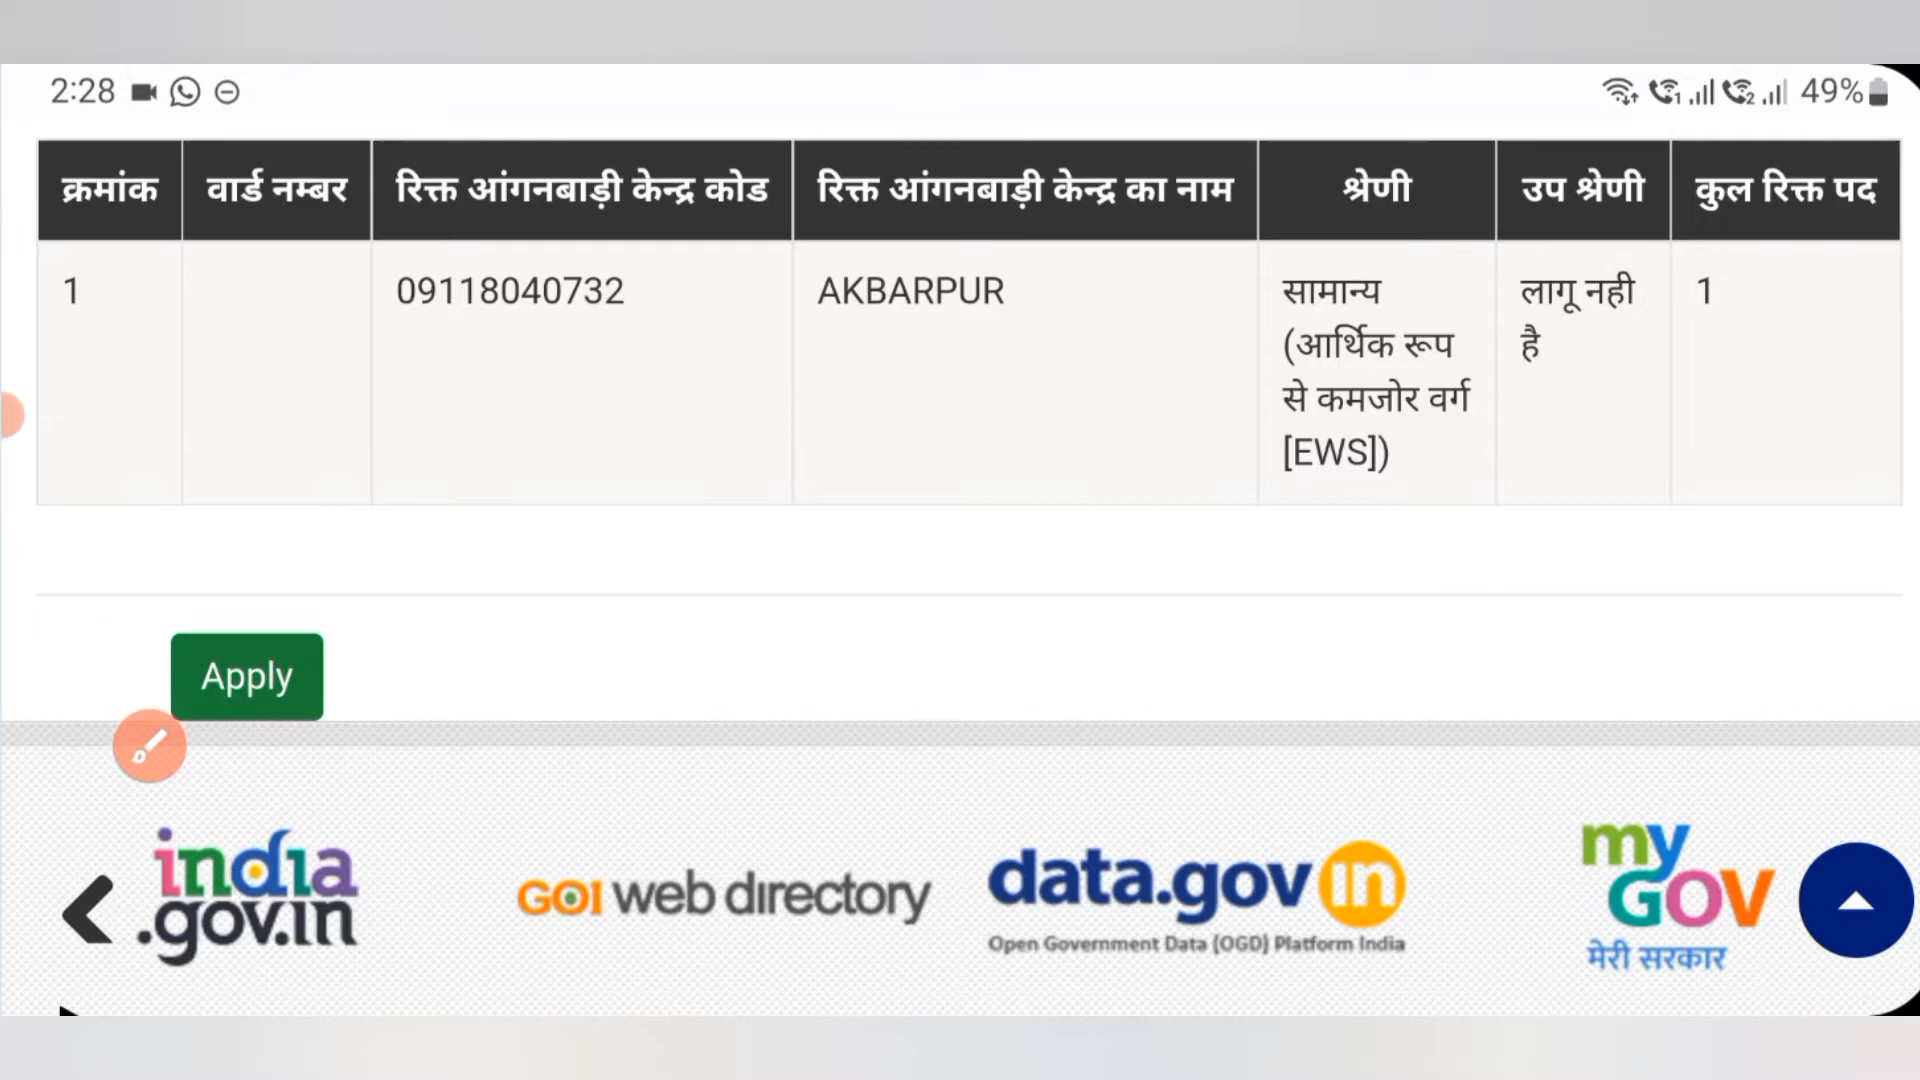 2:28
49%
क्रमांक वार्ड नम्बर रिक्त आंगनबाड़ी केन्द्र कोड रिक्त आंगनबाड़ी केन्द्र का नाम श्रेणी उप श्रेणी कुल रिक्त पद
1 09118040732 AKBARPUR सामान्य लागू नही 1
(आर्थिक रूप है
से कमजोर वर्ग
[EWS])
Apply
india
.gov.in
GOI web directory
data.gov in
Open Government Data (OGD) Platform India
my
GOV
मेरी सरकार